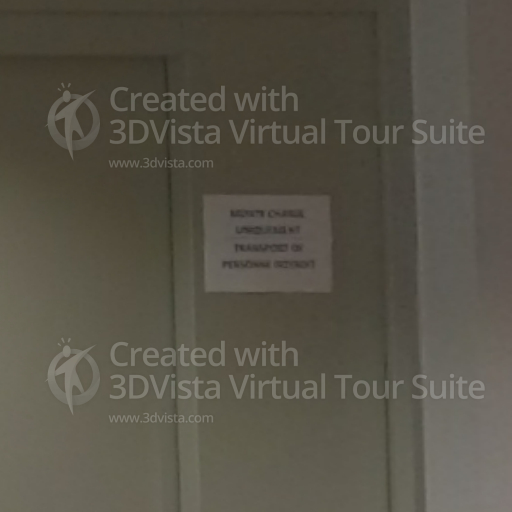 Created with
3DVista Virtual Tour Suite
www.3dvista.com
MONTE CHARGE
UNIQUEMENT
TRANSPORT DE
PERSONNE INTERDIT
Created with
3DVista Virtual Tour Suite
www.3dvista.com